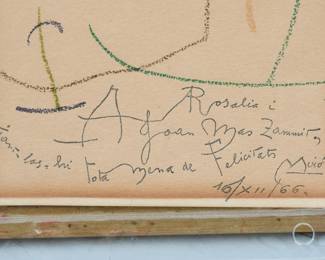 A Rosalia i
Joan Mas Zammit,
tota mena de Felicitats
Miró
16/XII/66.